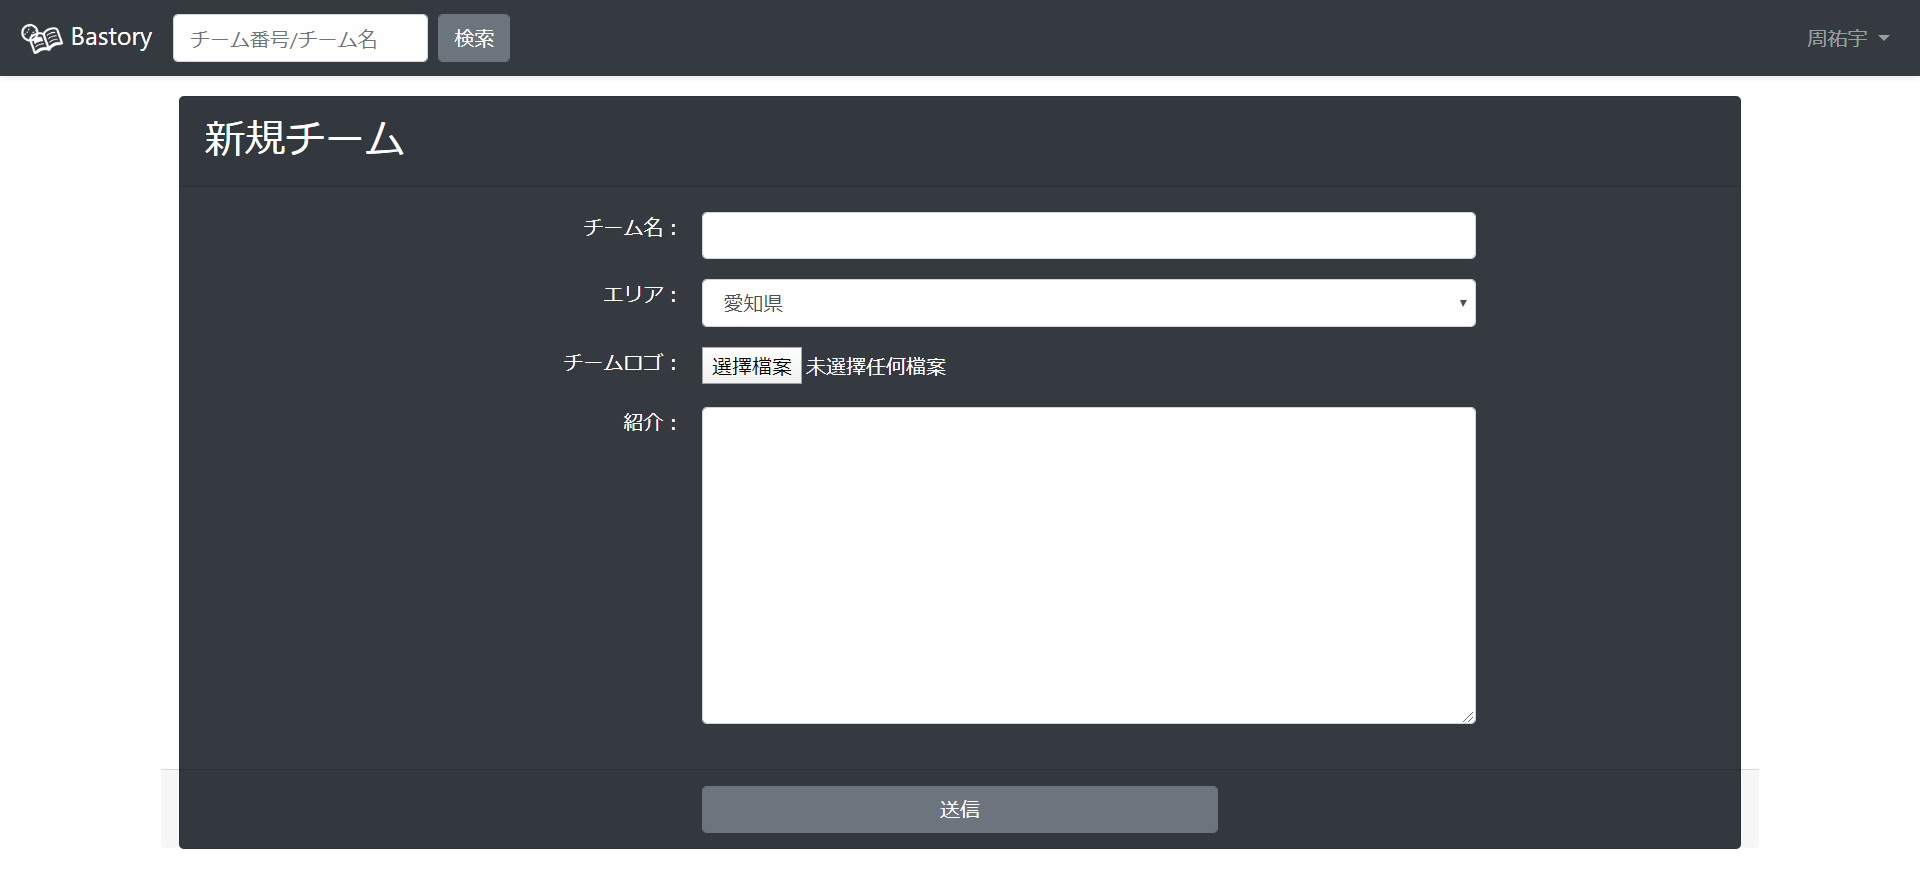 Bastory チーム番号/チーム名 検索 周祐宇
新規チーム
チーム名：
エリア： 愛知県
チームロゴ： 選擇檔案 未選擇任何檔案
紹介：
送信